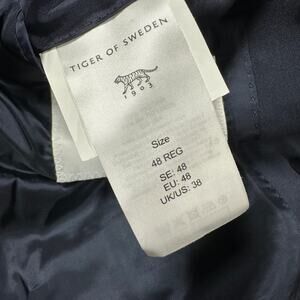 TIGER OF SWEDEN
1903
Size
48 REG
SE: 48
EU: 48
UK/US: 38